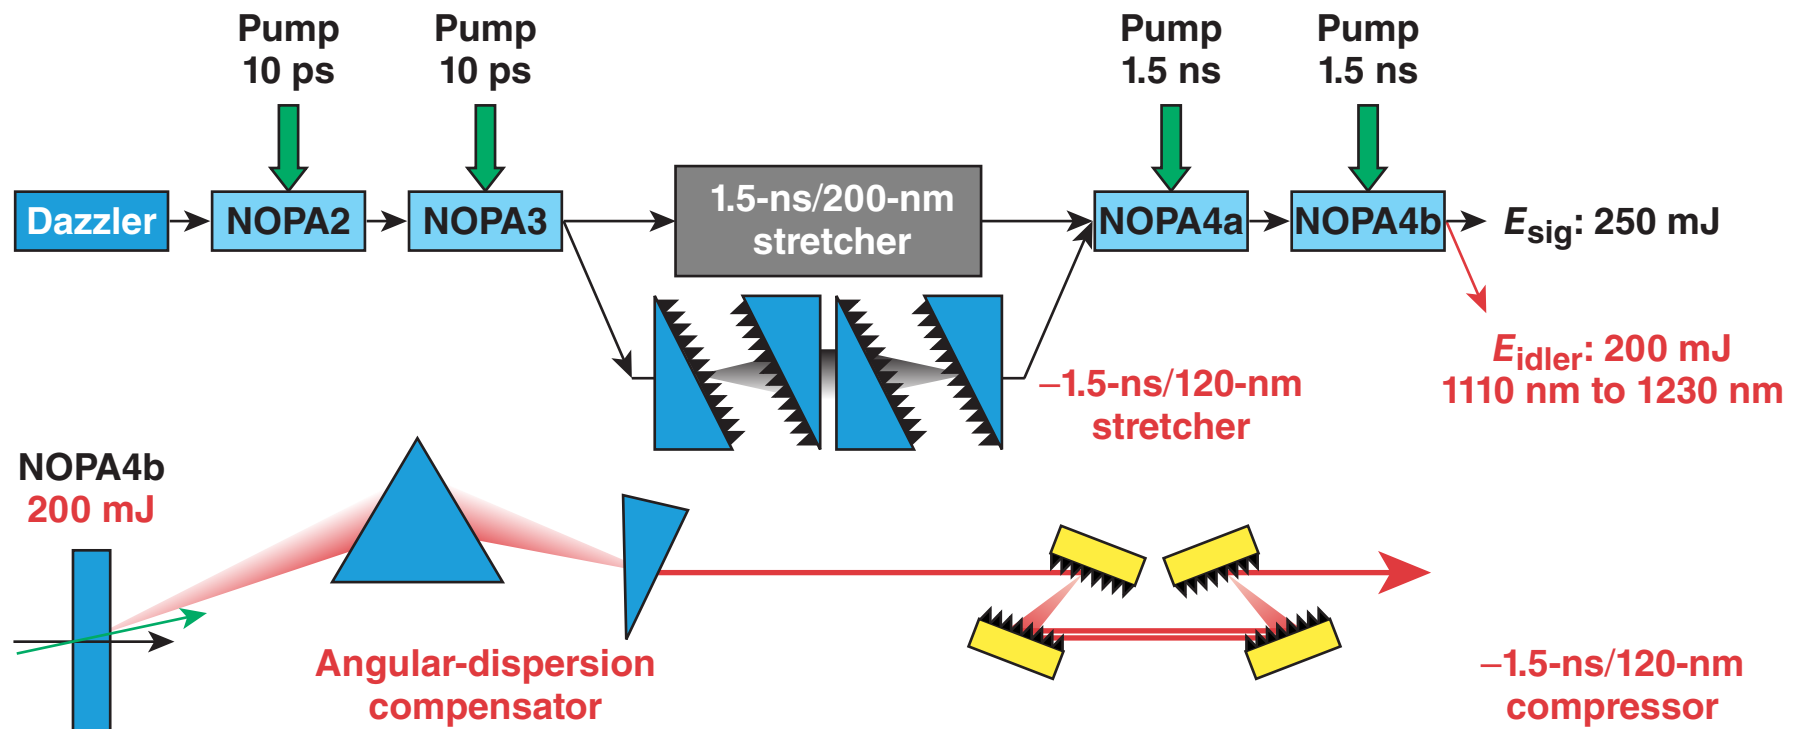 Pump
10 ps
Pump
10 ps
Pump
1.5 ns
Pump
1.5 ns
Dazzler
NOPA2
NOPA3
1.5-ns/200-nm
stretcher
NOPA4a
NOPA4b
E_sig: 250 mJ
E_idler: 200 mJ
1110 nm to 1230 nm
–1.5-ns/120-nm
stretcher
NOPA4b
200 mJ
Angular-dispersion
compensator
–1.5-ns/120-nm
compressor